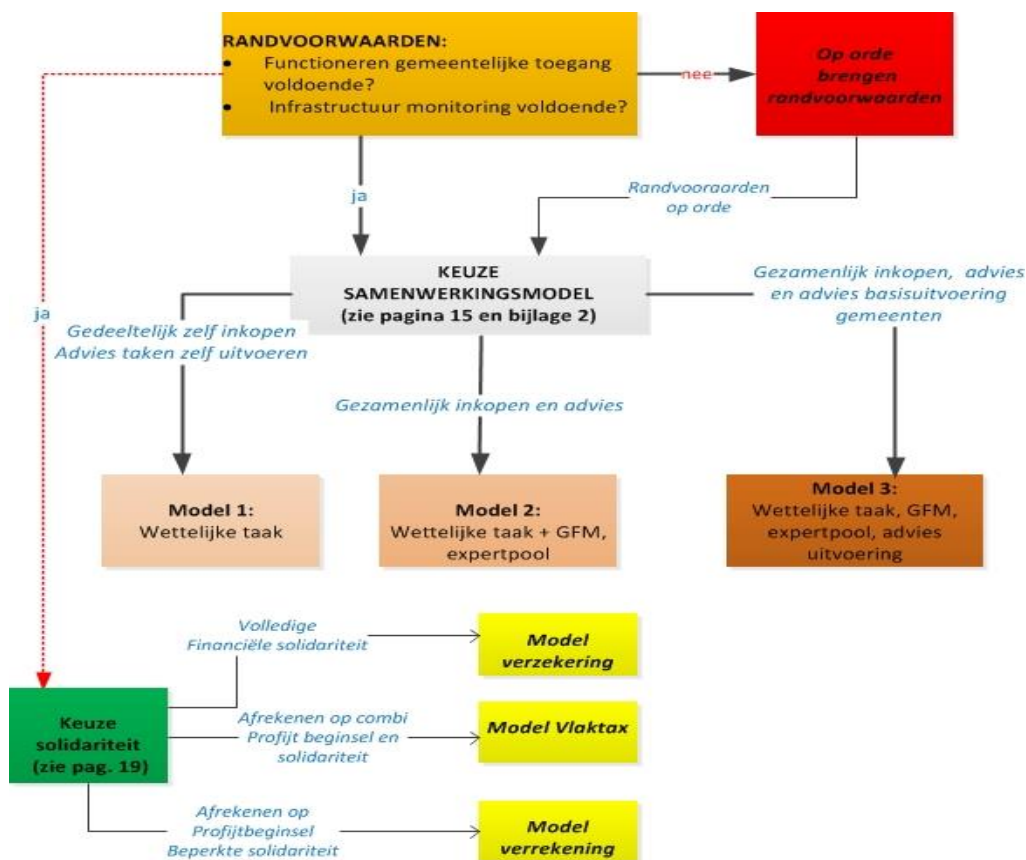 RANDVOORWAARDEN:
• Functioneren gemeentelijke toegang
voldoende?
• Infrastructuur monitoring voldoende?
nee
Op orde
brengen
randvoorwaarden
ja
Randvooraarden
op orde
KEUZE
SAMENWERKINGSMODEL
(zie pagina 15 en bijlage 2)
Gezamenlijk inkopen, advies
en advies basisuitvoering
gemeenten
ja
Gedeeltelijk zelf inkopen
Advies taken zelf uitvoeren
Gezamenlijk inkopen en advies
Model 1:
Wettelijke taak
Model 2:
Wettelijke taak + GFM,
expertpool
Model 3:
Wettelijke taak, GFM,
expertpool, advies
uitvoering
Volledige
Financiële solidariteit
Model
verzekering
Keuze
solidariteit
(zie pag. 19)
Afrekenen op combi
Profijt beginsel en
solidariteit
Model Vlaktax
Afrekenen op
Profijtbeginsel
Beperkte solidariteit
Model
verrekening